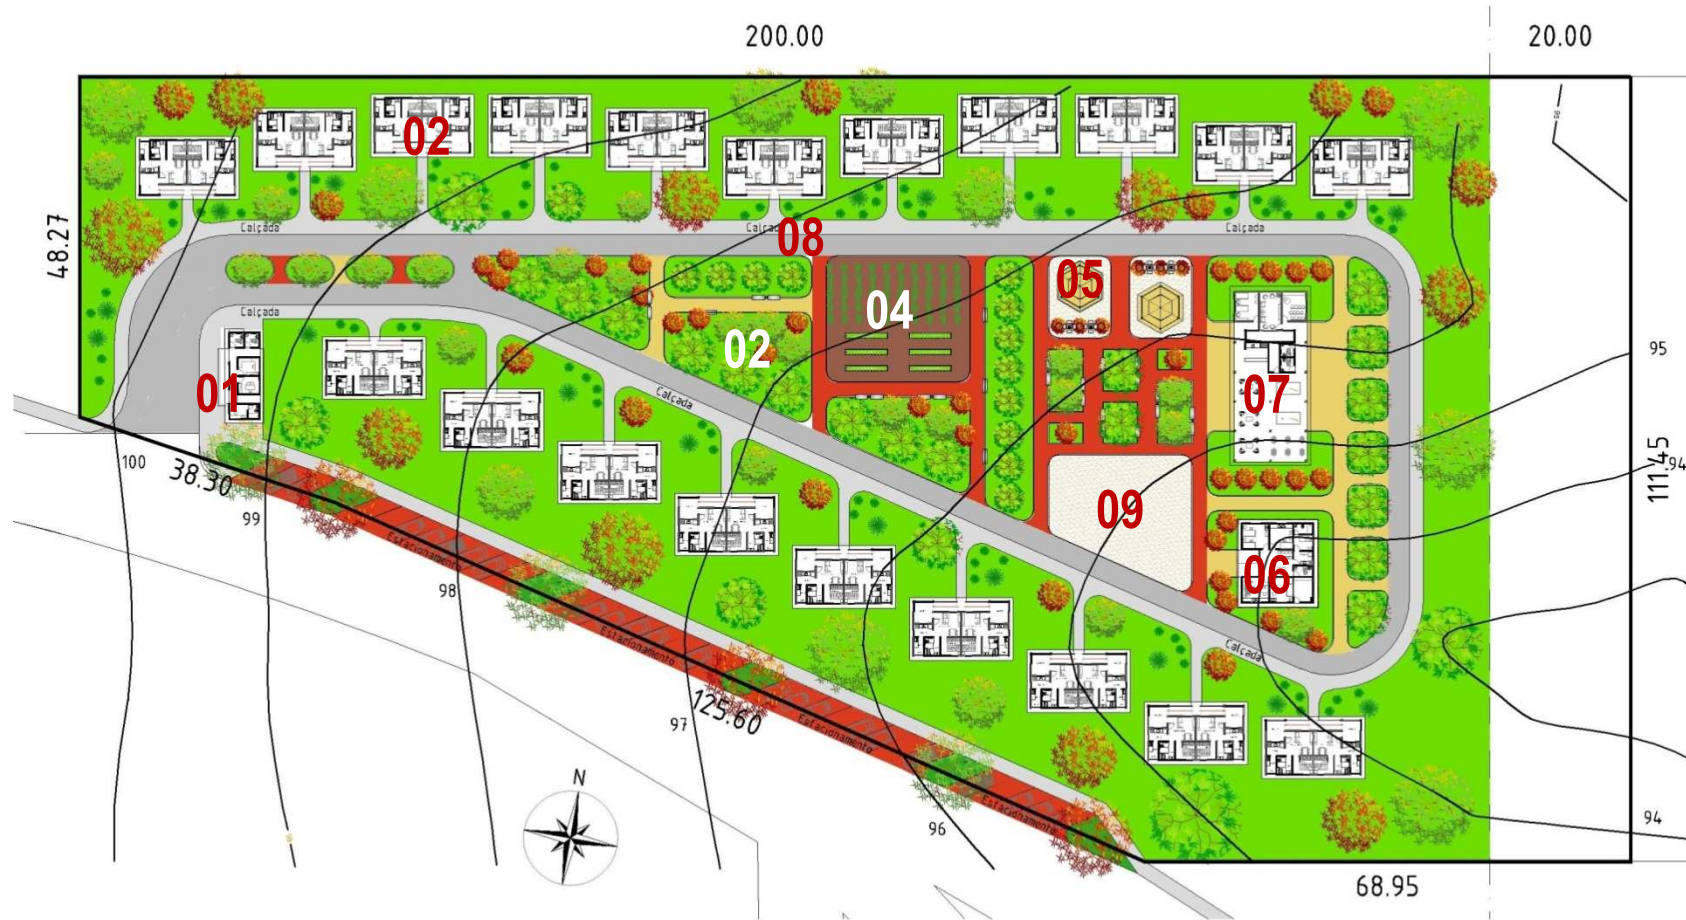 200.00
20.00
02
48.27
Calçada
Calçada
08
Calçada
05
04
Calçada
02
95
01
07
Calçada
94
111.45
100
38.30
99
09
Estacionamento
06
98
Estacionamento
Calçada
97
125.60
Estacionamento
N
Estacionamento
96
94
68.95